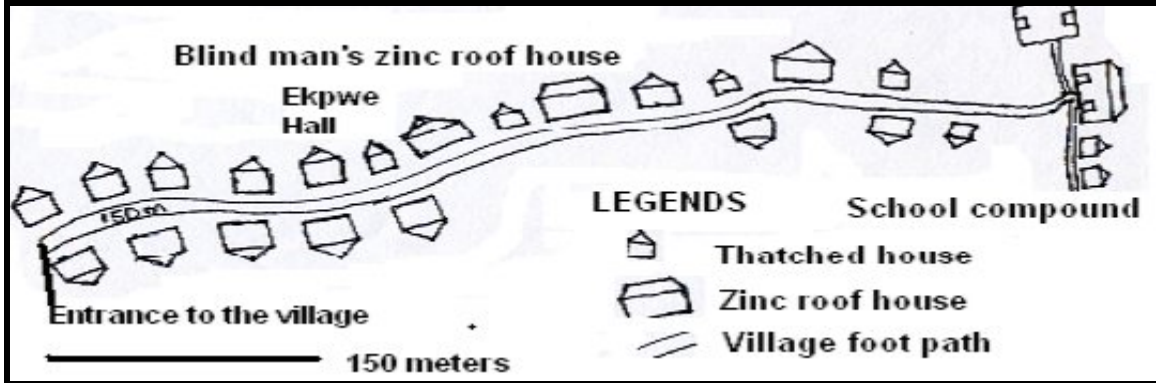 Blind man's zinc roof house
Ekpwe
Hall
150m
LEGENDS
School compound
Thatched house
Zinc roof house
Village foot path
Entrance to the village
150 meters